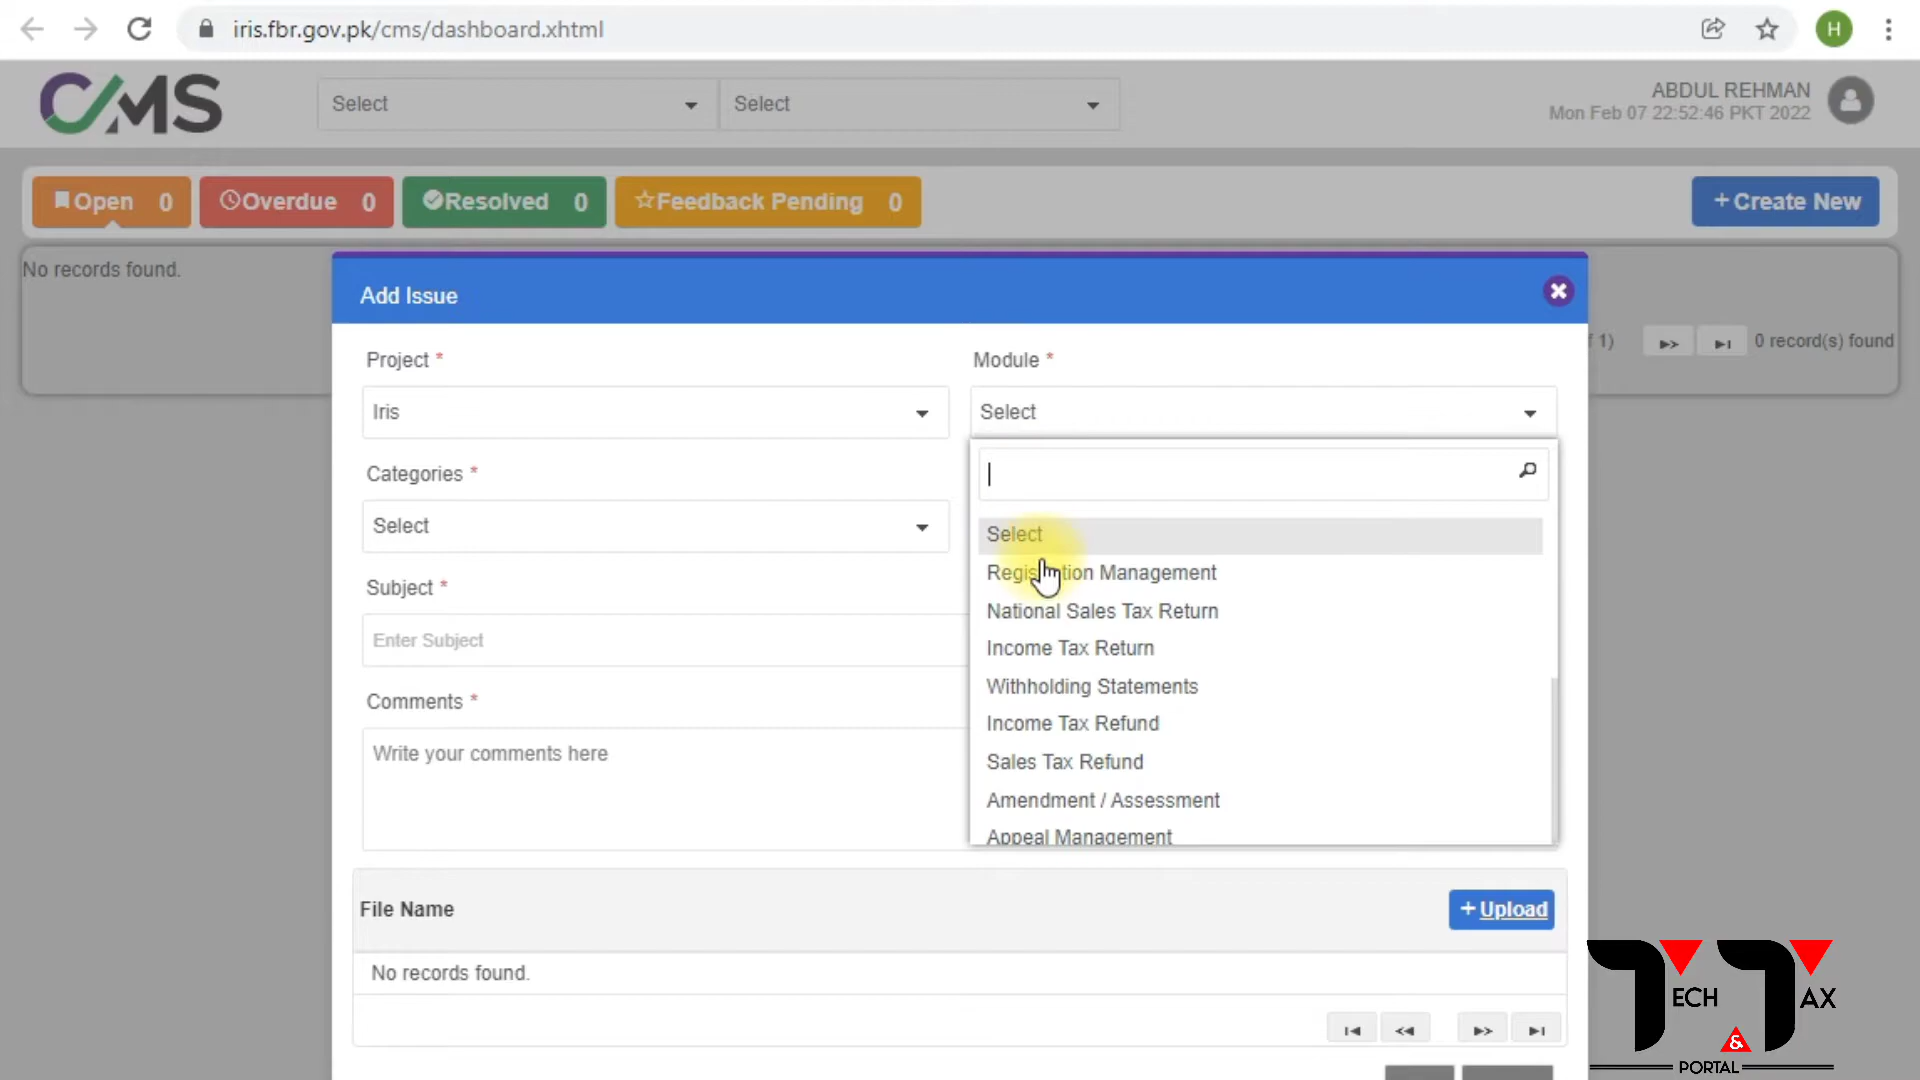 iris.fbr.gov.pk/cms/dashboard.xhtml
H
CMS
Select
Select
ABDUL REHMAN
Mon Feb 07 22:52:46 PKT 2022
Open 0
Overdue 0
Resolved 0
Feedback Pending 0
+ Create New
No records found.
1)
0 record(s) found
Add Issue
Project *
Module *
Iris
Select
Categories *
Select
Select
Registration Management
National Sales Tax Return
Income Tax Return
Withholding Statements
Income Tax Refund
Sales Tax Refund
Amendment / Assessment
Appeal Management
Subject *
Enter Subject
Comments *
Write your comments here
File Name
+ Upload
No records found.
TECH & TAX
PORTAL